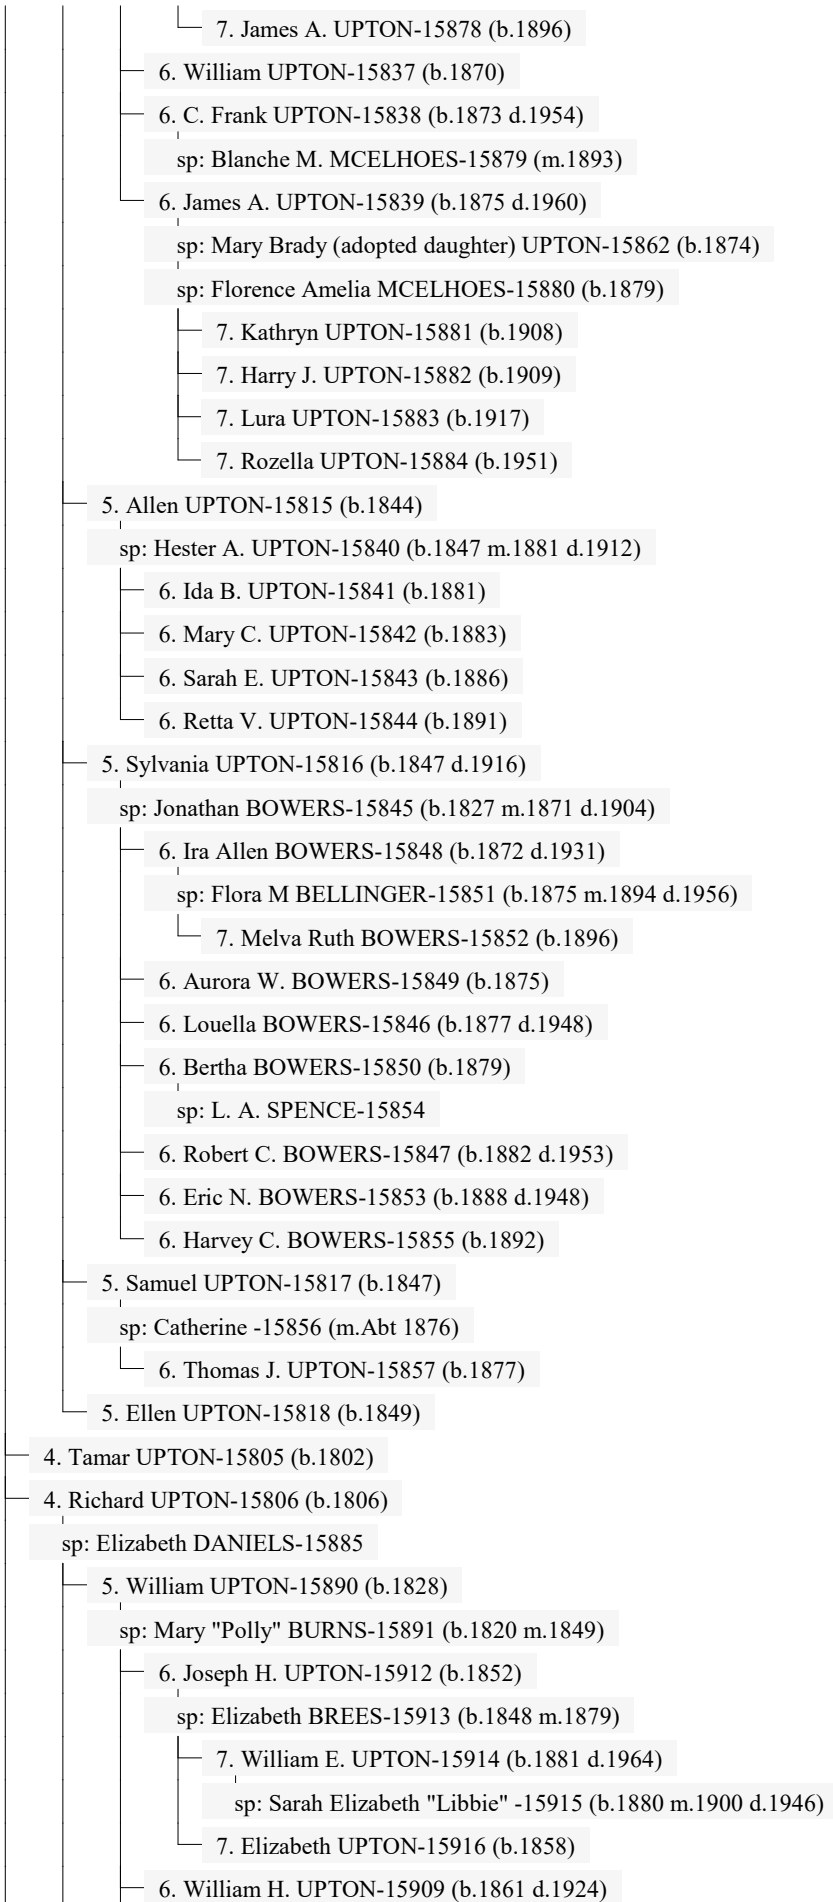 7. James A. UPTON-15878 (b.1896)
6. William UPTON-15837 (b.1870)
6. C. Frank UPTON-15838 (b.1873 d.1954)
sp: Blanche M. MCELHOES-15879 (m.1893)
6. James A. UPTON-15839 (b.1875 d.1960)
sp: Mary Brady (adopted daughter) UPTON-15862 (b.1874)
sp: Florence Amelia MCELHOES-15880 (b.1879)
7. Kathryn UPTON-15881 (b.1908)
7. Harry J. UPTON-15882 (b.1909)
7. Lura UPTON-15883 (b.1917)
7. Rozella UPTON-15884 (b.1951)
5. Allen UPTON-15815 (b.1844)
sp: Hester A. UPTON-15840 (b.1847 m.1881 d.1912)
6. Ida B. UPTON-15841 (b.1881)
6. Mary C. UPTON-15842 (b.1883)
6. Sarah E. UPTON-15843 (b.1886)
6. Retta V. UPTON-15844 (b.1891)
5. Sylvania UPTON-15816 (b.1847 d.1916)
sp: Jonathan BOWERS-15845 (b.1827 m.1871 d.1904)
6. Ira Allen BOWERS-15848 (b.1872 d.1931)
sp: Flora M BELLINGER-15851 (b.1875 m.1894 d.1956)
7. Melva Ruth BOWERS-15852 (b.1896)
6. Aurora W. BOWERS-15849 (b.1875)
6. Louella BOWERS-15846 (b.1877 d.1948)
6. Bertha BOWERS-15850 (b.1879)
sp: L. A. SPENCE-15854
6. Robert C. BOWERS-15847 (b.1882 d.1953)
6. Eric N. BOWERS-15853 (b.1888 d.1948)
6. Harvey C. BOWERS-15855 (b.1892)
5. Samuel UPTON-15817 (b.1847)
sp: Catherine -15856 (m.Abt 1876)
6. Thomas J. UPTON-15857 (b.1877)
5. Ellen UPTON-15818 (b.1849)
4. Tamar UPTON-15805 (b.1802)
4. Richard UPTON-15806 (b.1806)
sp: Elizabeth DANIELS-15885
5. William UPTON-15890 (b.1828)
sp: Mary "Polly" BURNS-15891 (b.1820 m.1849)
6. Joseph H. UPTON-15912 (b.1852)
sp: Elizabeth BREES-15913 (b.1848 m.1879)
7. William E. UPTON-15914 (b.1881 d.1964)
sp: Sarah Elizabeth "Libbie" -15915 (b.1880 m.1900 d.1946)
7. Elizabeth UPTON-15916 (b.1858)
6. William H. UPTON-15909 (b.1861 d.1924)